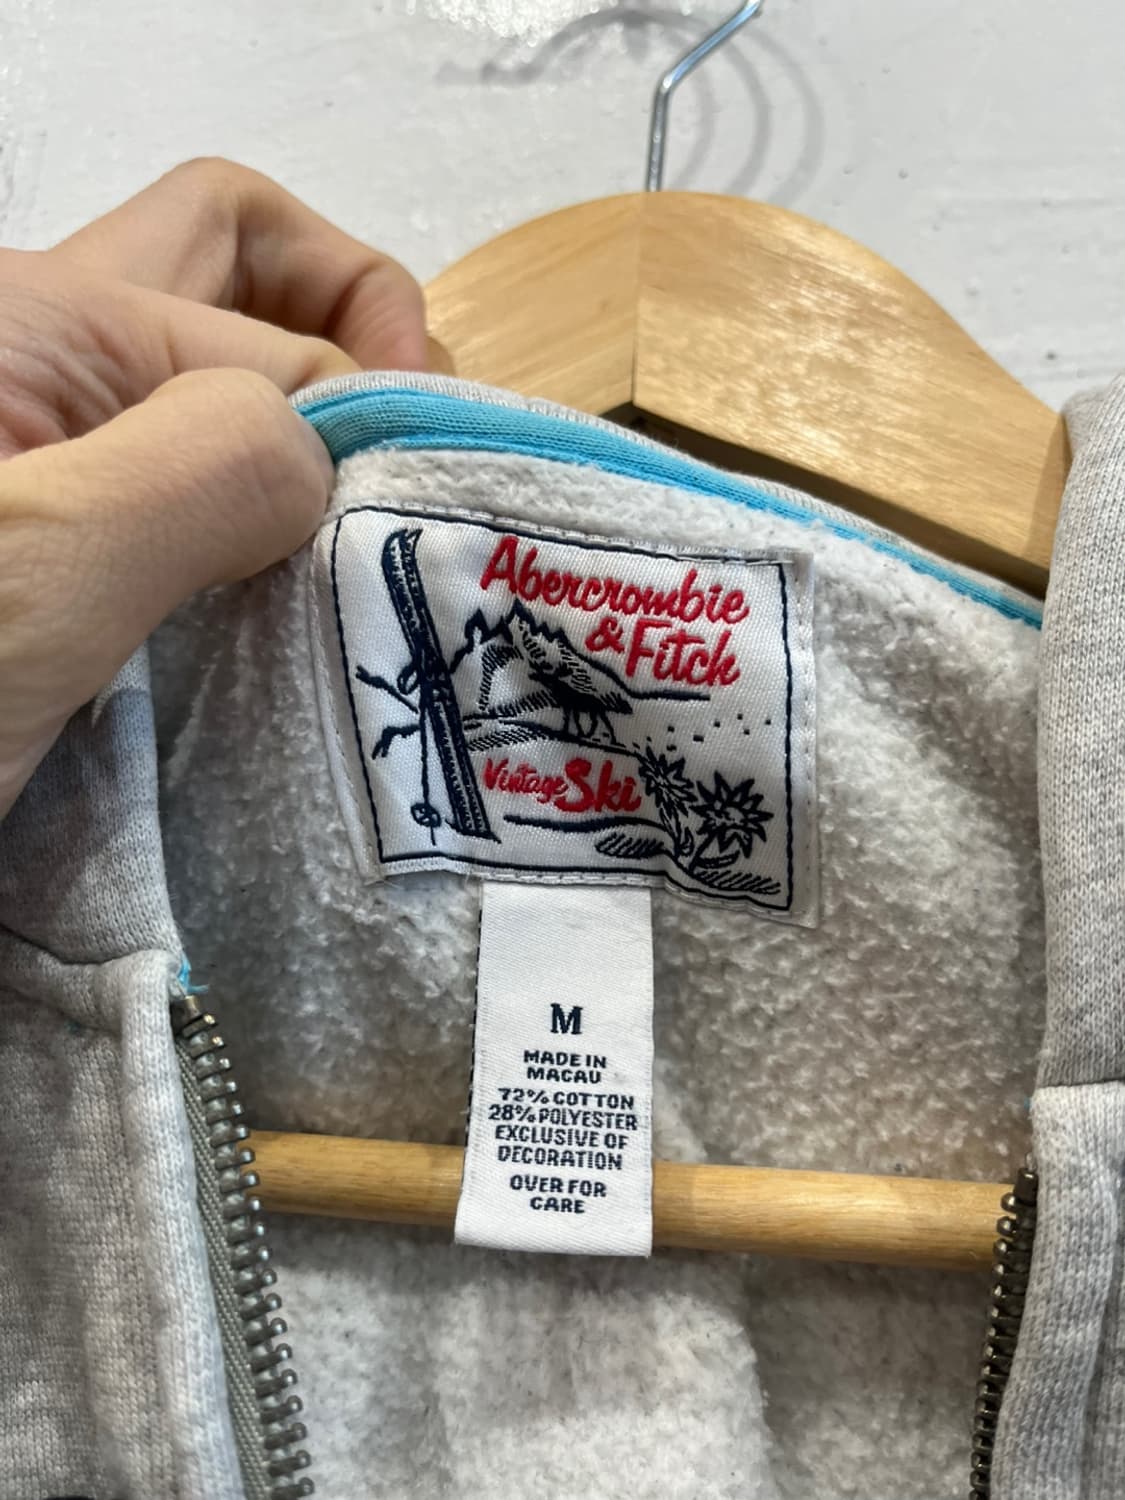 Abercrombie
& Fitch
Vintage Ski
M
MADE IN
MACAU
72% COTTON
28% POLYESTER
EXCLUSIVE OF
DECORATION
OVER FOR
CARE